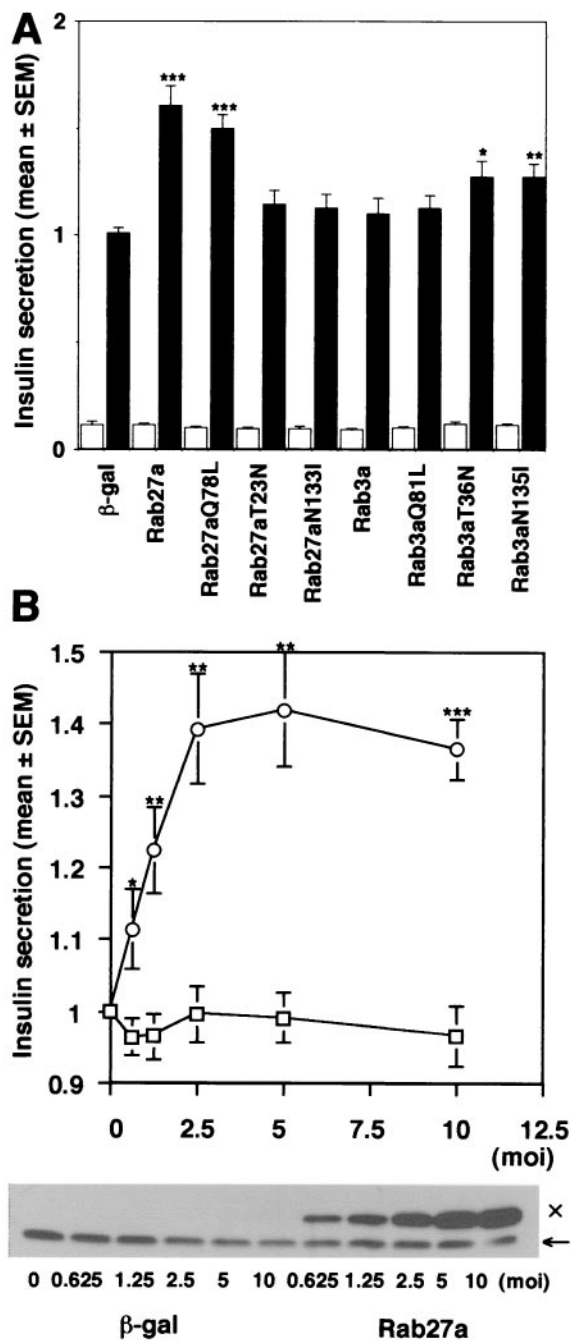 A
Insulin secretion (mean ± SEM)
2
1
0
***
***
*
**
β-gal
Rab27a
Rab27aQ78L
Rab27aT23N
Rab27aN133I
Rab3a
Rab3aQ81L
Rab3aT36N
Rab3aN135I
B
Insulin secretion (mean ± SEM)
1.5
1.4
1.3
1.2
1.1
1
0.9
*
**
**
**
***
0 2.5 5 7.5 10 12.5
(moi)
×
←
0 0.625 1.25 2.5 5 10 0.625 1.25 2.5 5 10 (moi)
β-gal Rab27a